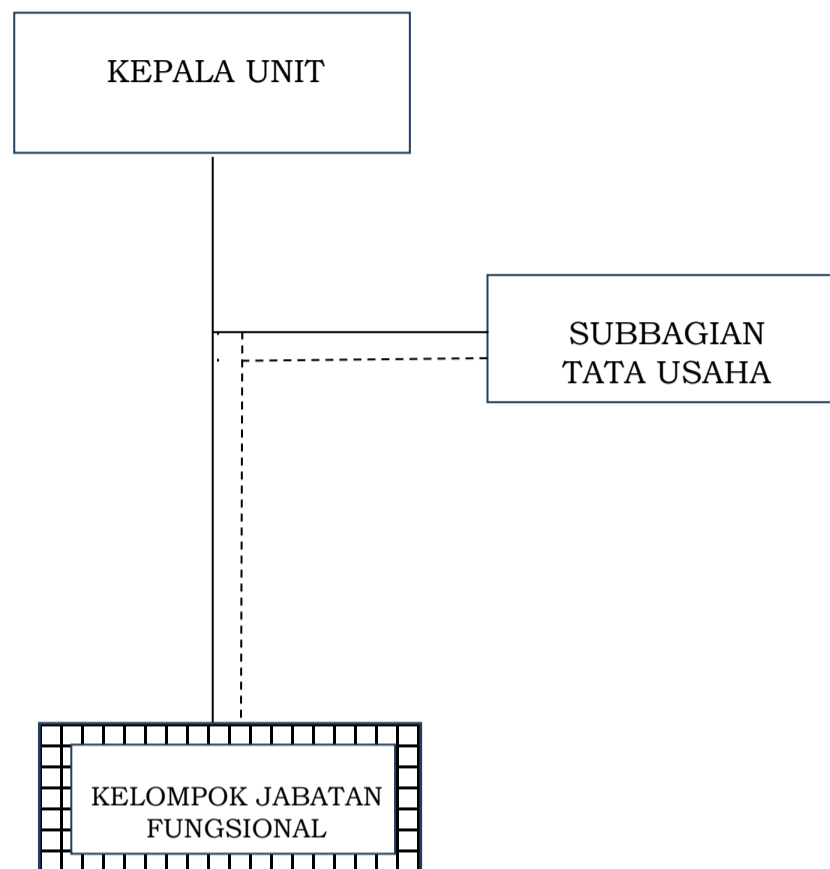 KEPALA UNIT
SUBBAGIAN
TATA USAHA
KELOMPOK JABATAN
FUNGSIONAL